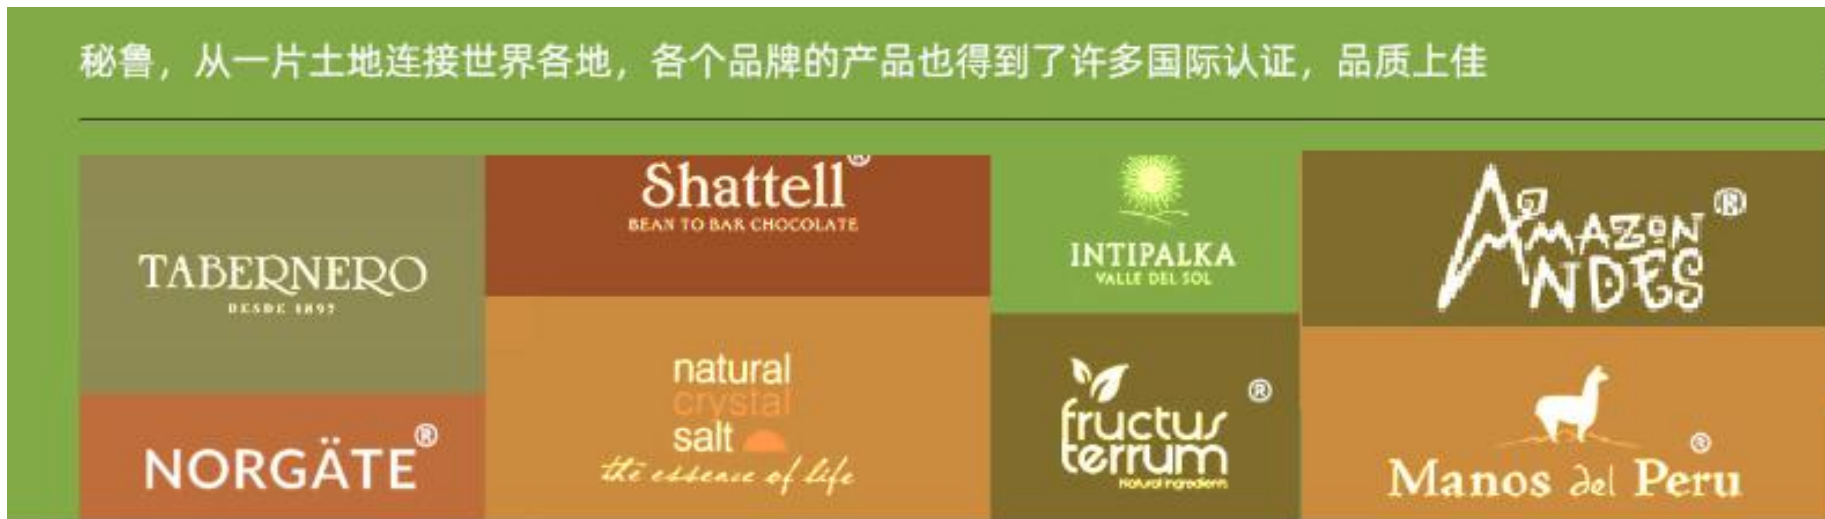 秘鲁，从一片土地连接世界各地，各个品牌的产品也得到了许多国际认证，品质上佳
TABERNERO
DESDE 1897
NORGÄTE®
Shattell®
BEAN TO BAR CHOCOLATE
natural
crystal
salt
the essence of life
INTIPALKA
VALLE DEL SOL
fructus®
terrum
Natural ingredients
AMAZON®
ANDES
®
Manos del Peru